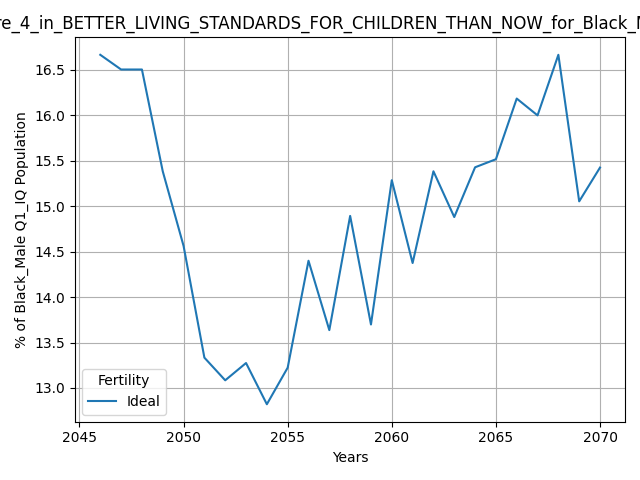 re_4_in_BETTER_LIVING_STANDARDS_FOR_CHILDREN_THAN_NOW_for_Black_M
% of Black_Male Q1_IQ Population
16.5
16.0
15.5
15.0
14.5
14.0
13.5
13.0
Fertility
Ideal
2045
2050
2055
2060
2065
2070
Years